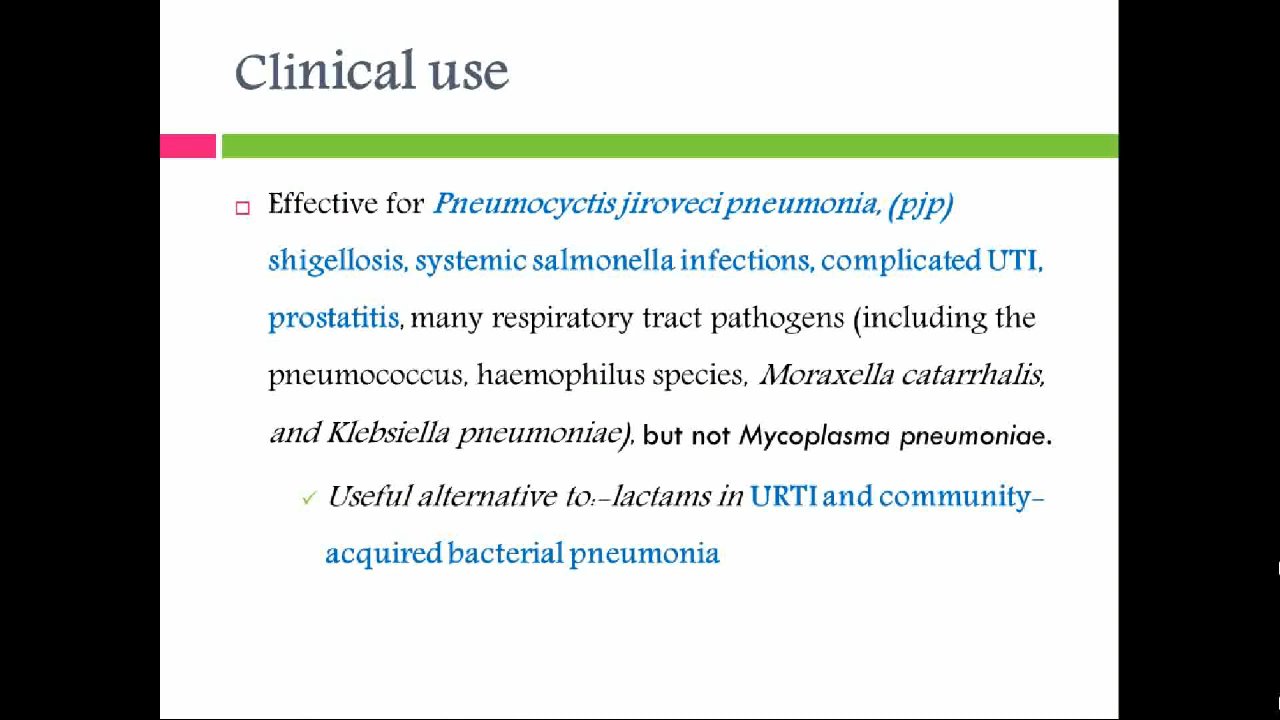 Clinical use
Effective for Pneumocyctis jiroveci pneumonia, (pjp)
shigellosis, systemic salmonella infections, complicated UTI,
prostatitis, many respiratory tract pathogens (including the
pneumococcus, haemophilus species, Moraxella catarrhalis,
and Klebsiella pneumoniae), but not Mycoplasma pneumoniae.
Useful alternative to:-lactams in URTI and community-
acquired bacterial pneumonia